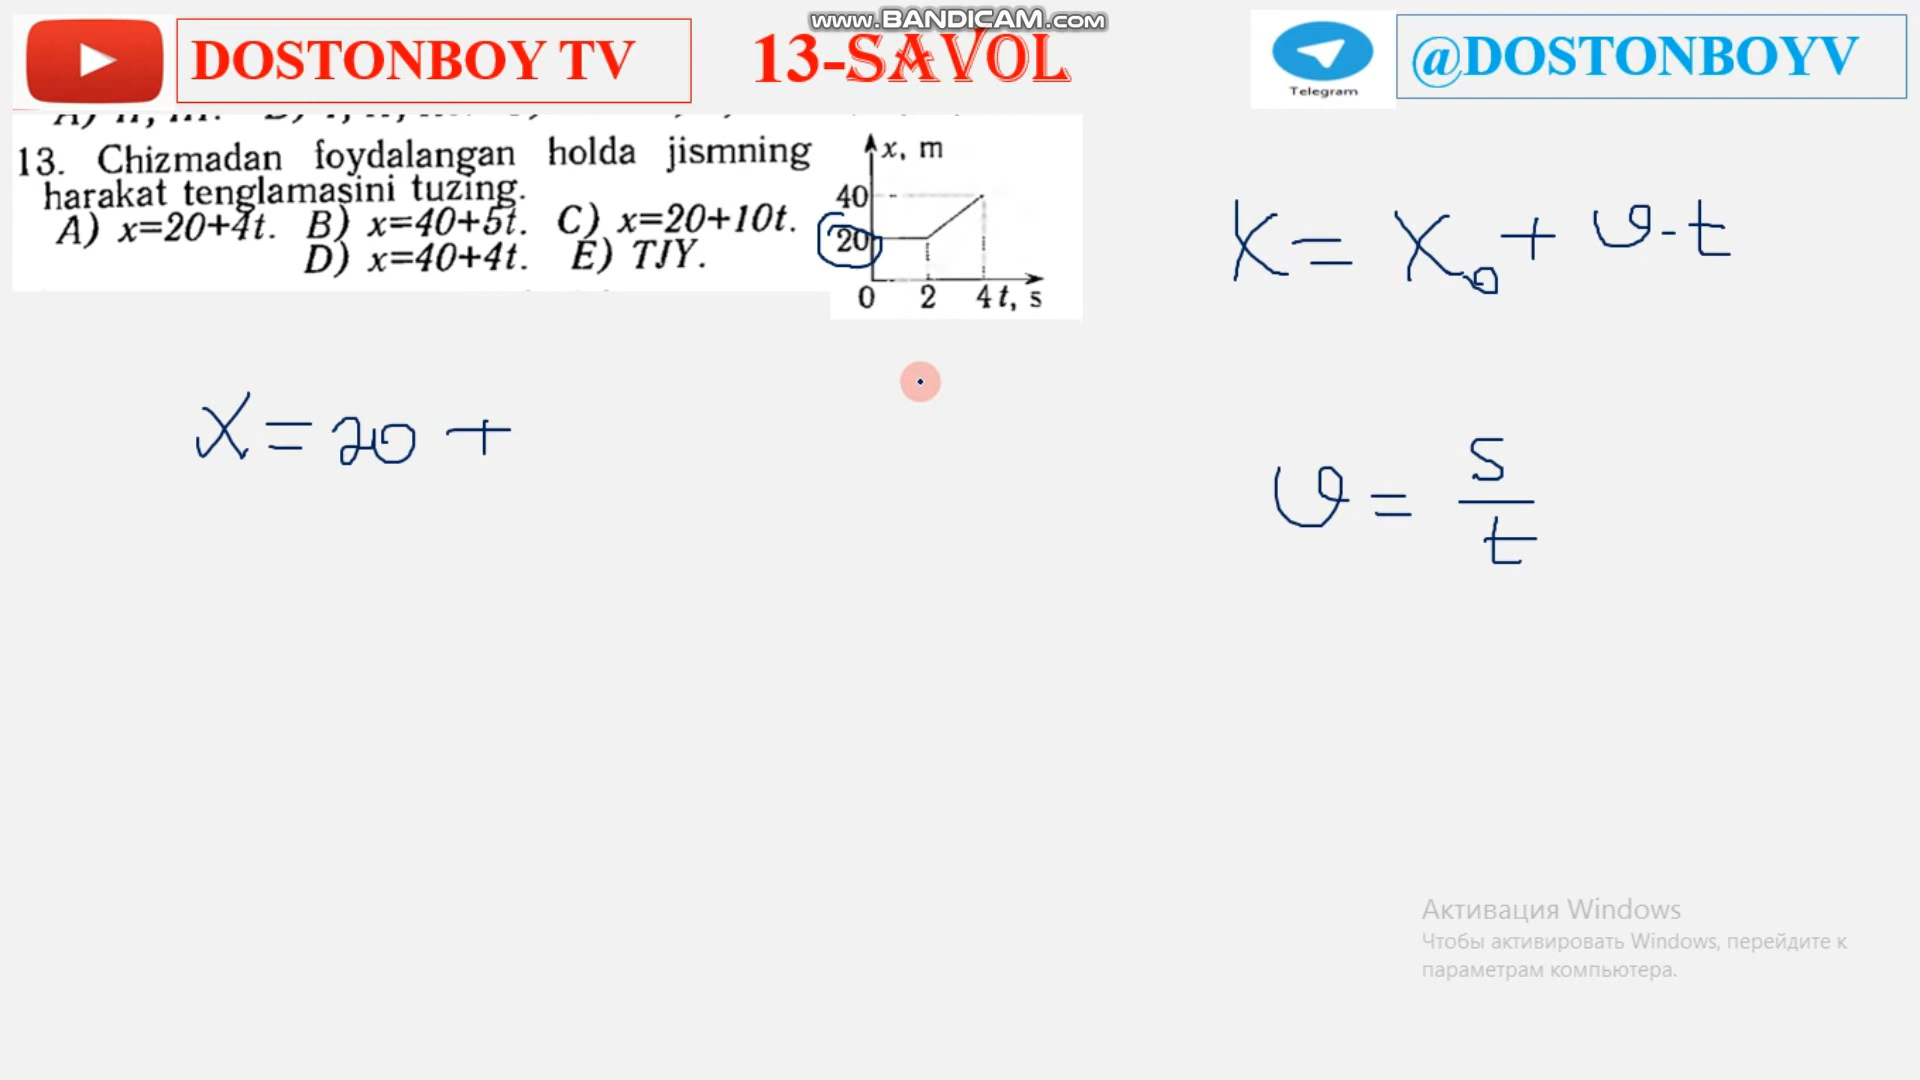 www.BANDICAM.com
DOSTONBOY TV
13-SAVOL
Telegram
@DOSTONBOYV
13. Chizmadan foydalangan holda jismning
harakat tenglamasini tuzing.
A) x=20+4t. B) x=40+5t. C) x=20+10t.
D) x=40+4t. E) TJY.
x, m
40
20
0 2 4 t, s
x = x₀ + υ·t
x = 20 +
υ = s/t
Активация Windows
Чтобы активировать Windows, перейдите к
параметрам компьютера.